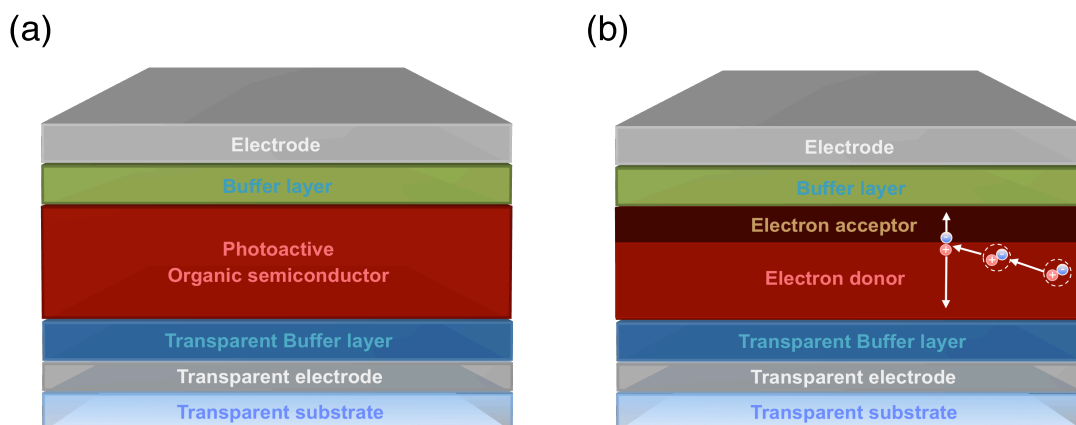 (a)
Electrode
Buffer layer
Photoactive
Organic semiconductor
Transparent Buffer layer
Transparent electrode
Transparent substrate
(b)
Electrode
Buffer layer
Electron acceptor
-
+
+ -
+ -
Electron donor
Transparent Buffer layer
Transparent electrode
Transparent substrate